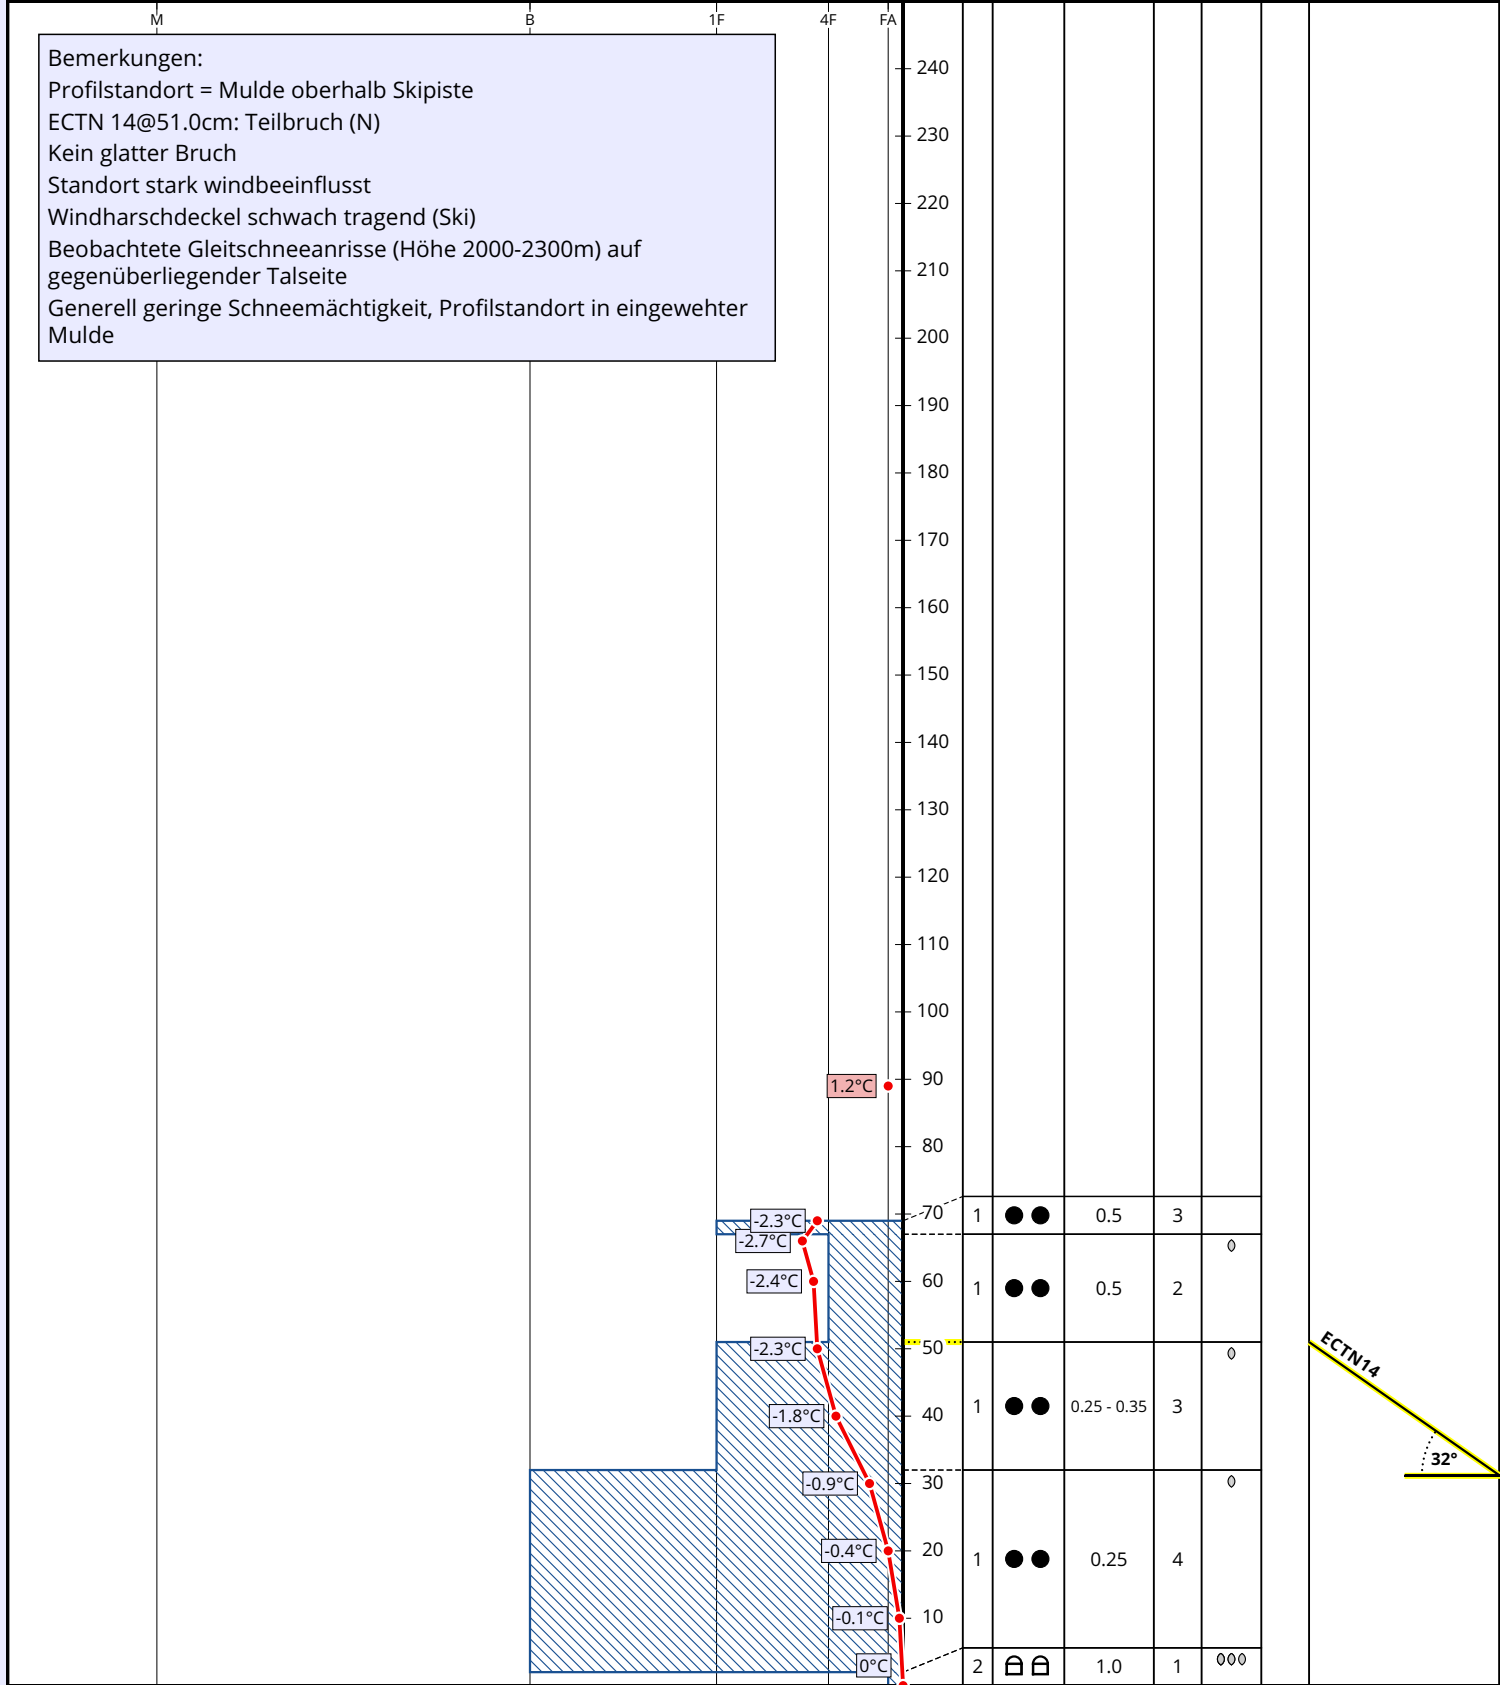 M B 1F 4F FA
Bemerkungen:
Profilstandort = Mulde oberhalb Skipiste
ECTN 14@51.0cm: Teilbruch (N)
Kein glatter Bruch
Standort stark windbeeinflusst
Windharschdeckel schwach tragend (Ski)
Beobachtete Gleitschneeanrisse (Höhe 2000-2300m) auf
gegenüberliegender Talseite
Generell geringe Schneemächtigkeit, Profilstandort in eingewehter
Mulde
240
230
220
210
200
190
180
170
160
150
140
130
120
110
100
90
1.2°C
80
70
-2.3°C 1 0.5 3
-2.7°C
60
-2.4°C 1 0.5 2
50
-2.3°C
ECTN14
40
-1.8°C 1 0.25 - 0.35 3
32°
30
-0.9°C
20
-0.4°C 1 0.25 4
10
-0.1°C
0°C 2 1.0 1